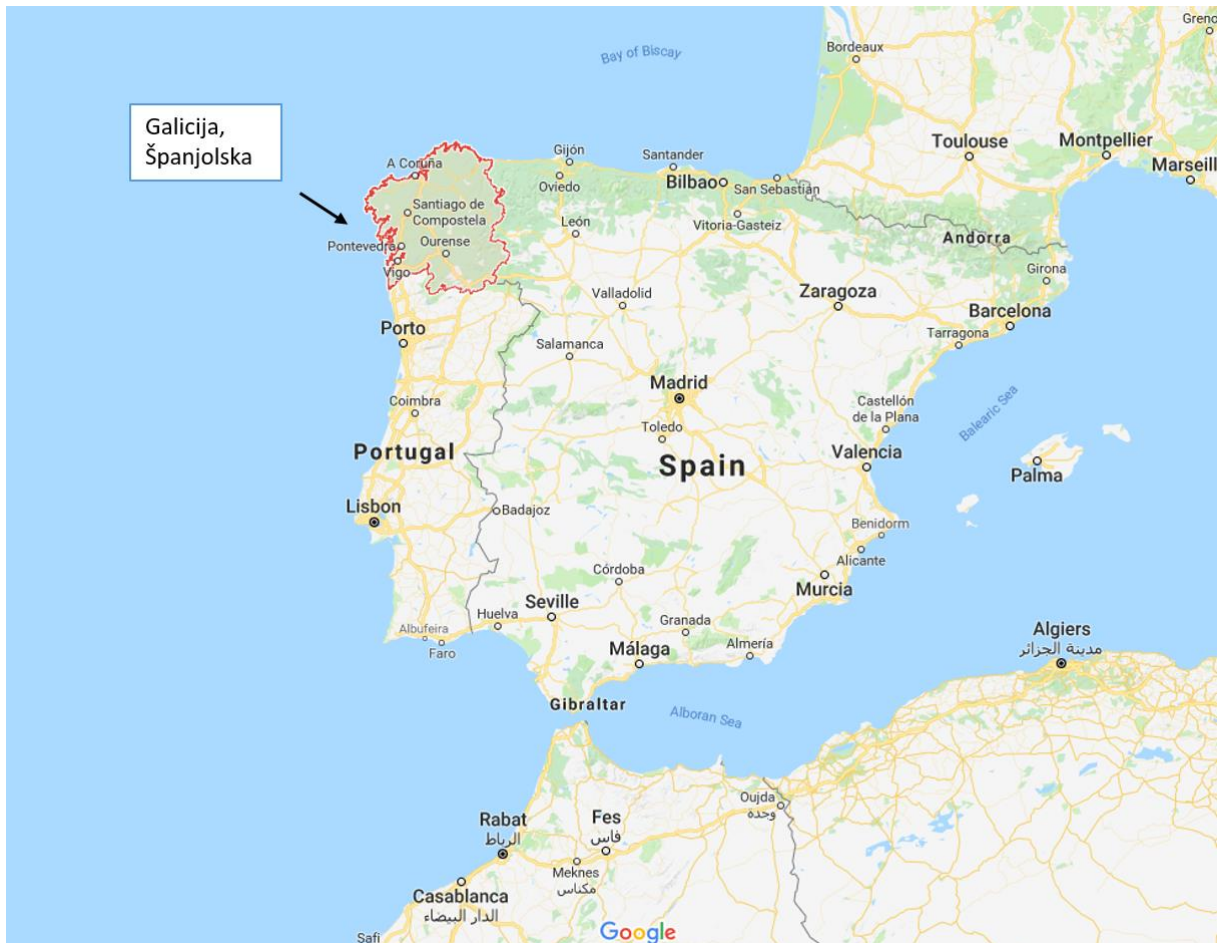 Greno
Bay of Biscay
Bordeaux
Galicija,
Španjolska
Toulouse
Montpellier
Marseill
A Coruña
Gijón
Oviedo
Santander
Bilbao
San Sebastián
Santiago de
Compostela
León
Vitoria-Gasteiz
Andorra
Pontevedra
Ourense
Vigo
Girona
Valladolid
Zaragoza
Barcelona
Porto
Tarragona
Salamanca
Madrid
Coimbra
Castellón
de la Plana
Balearic Sea
Toledo
Portugal
Spain
Valencia
Palma
Lisbon
Badajoz
Benidorm
Alicante
Córdoba
Murcia
Seville
Huelva
Granada
Albufeira
Faro
Málaga
Almería
Algiers
مدينة الجزائر
Gibraltar
Alboran Sea
Oujda
وجدة
Rabat
الرباط
Fes
فاس
Meknes
مكناس
Casablanca
الدار البيضاء
Safi
Google